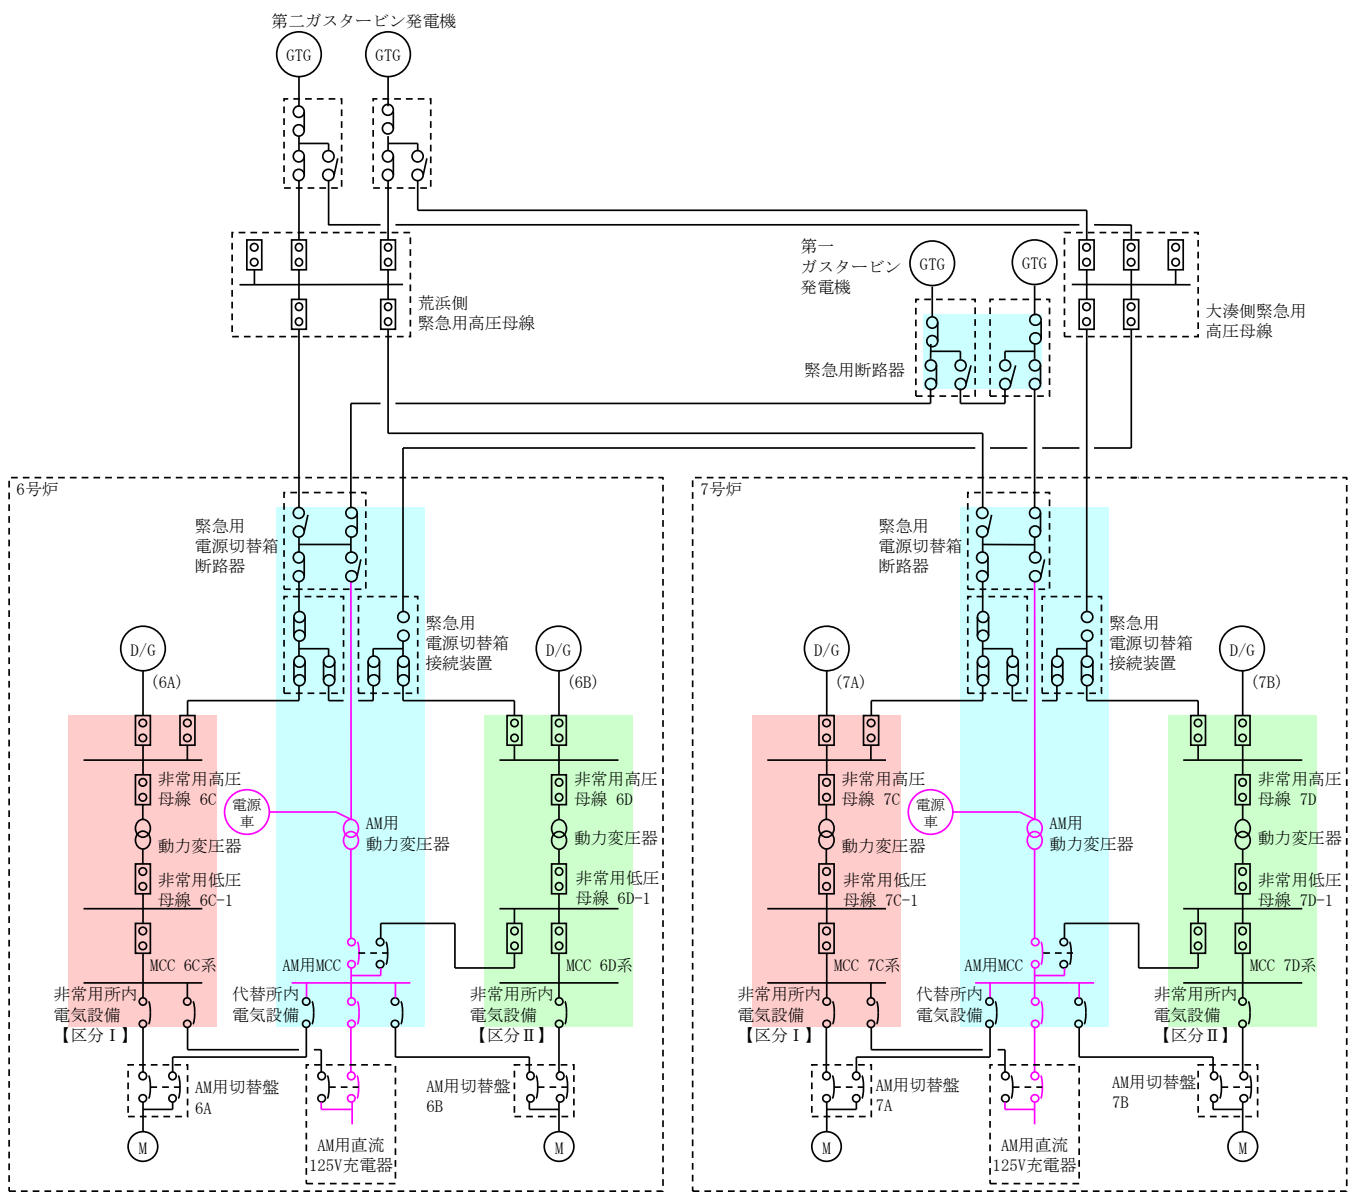 第二ガスタービン発電機
GTG
GTG
第一
ガスタービン
発電機
GTG
GTG
荒浜側
緊急用高圧母線
大湊側緊急用
高圧母線
緊急用断路器
6号炉
緊急用
電源切替箱
断路器
緊急用
電源切替箱
接続装置
D/G
(6A)
D/G
(6B)
非常用高圧
母線 6C
電源
車
AM用
動力変圧器
非常用高圧
母線 6D
動力変圧器
動力変圧器
非常用低圧
母線 6C-1
非常用低圧
母線 6D-1
MCC 6C系
AM用MCC
MCC 6D系
非常用所内
電気設備
【区分Ⅰ】
代替所内
電気設備
非常用所内
電気設備
【区分Ⅱ】
AM用切替盤
6A
AM用切替盤
6B
M
AM用直流
125V充電器
M
7号炉
緊急用
電源切替箱
断路器
緊急用
電源切替箱
接続装置
D/G
(7A)
D/G
(7B)
非常用高圧
母線 7C
電源
車
AM用
動力変圧器
非常用高圧
母線 7D
動力変圧器
動力変圧器
非常用低圧
母線 7C-1
非常用低圧
母線 7D-1
MCC 7C系
AM用MCC
MCC 7D系
非常用所内
電気設備
【区分Ⅰ】
代替所内
電気設備
非常用所内
電気設備
【区分Ⅱ】
AM用切替盤
7A
AM用切替盤
7B
M
AM用直流
125V充電器
M